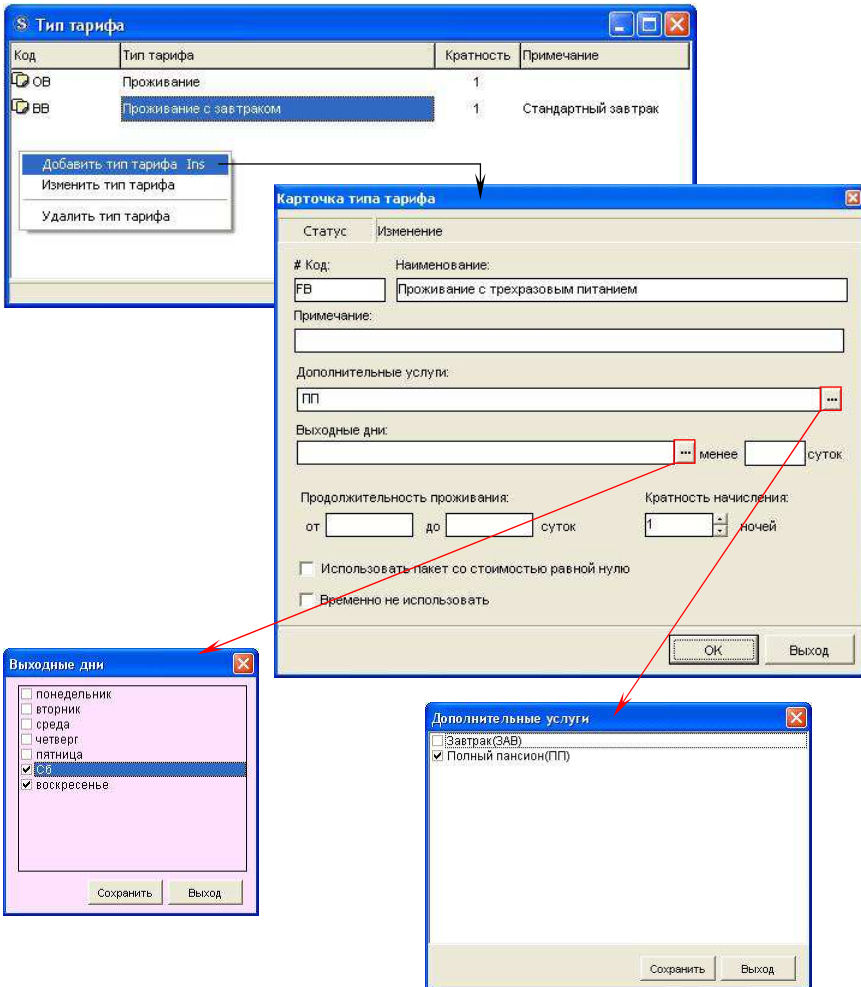 Тип тарифа
Код Тип тарифа Кратность Примечание
OB Проживание 1
BB Проживание с завтраком 1 Стандартный завтрак
Добавить тип тарифа Ins
Изменить тип тарифа
Удалить тип тарифа
Карточка типа тарифа
Статус Изменение
# Код: Наименование:
FB Проживание с трехразовым питанием
Примечание:
Дополнительные услуги:
ПП ...
Выходные дни:
... менее суток
Продолжительность проживания: Кратность начисления:
от до суток 1 ночей
Использовать пакет со стоимостью равной нулю
Временно не использовать
OK Выход
Выходные дни
понедельник
вторник
среда
четверг
пятница
Сб
воскресенье
Сохранить Выход
Дополнительные услуги
Завтрак(ЗАВ)
Полный пансион(ПП)
Сохранить Выход